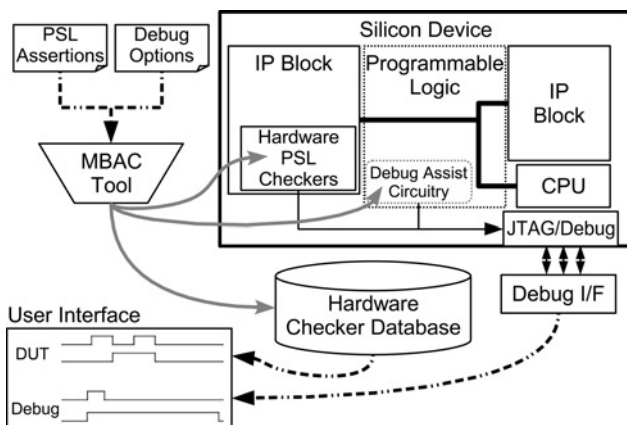 PSL
Assertions
Debug
Options
MBAC
Tool
Silicon Device
IP Block
Programmable
Logic
IP
Block
Hardware
PSL
Checkers
Debug Assist
Circuitry
CPU
JTAG/Debug
Debug I/F
Hardware
Checker Database
User Interface
DUT
Debug